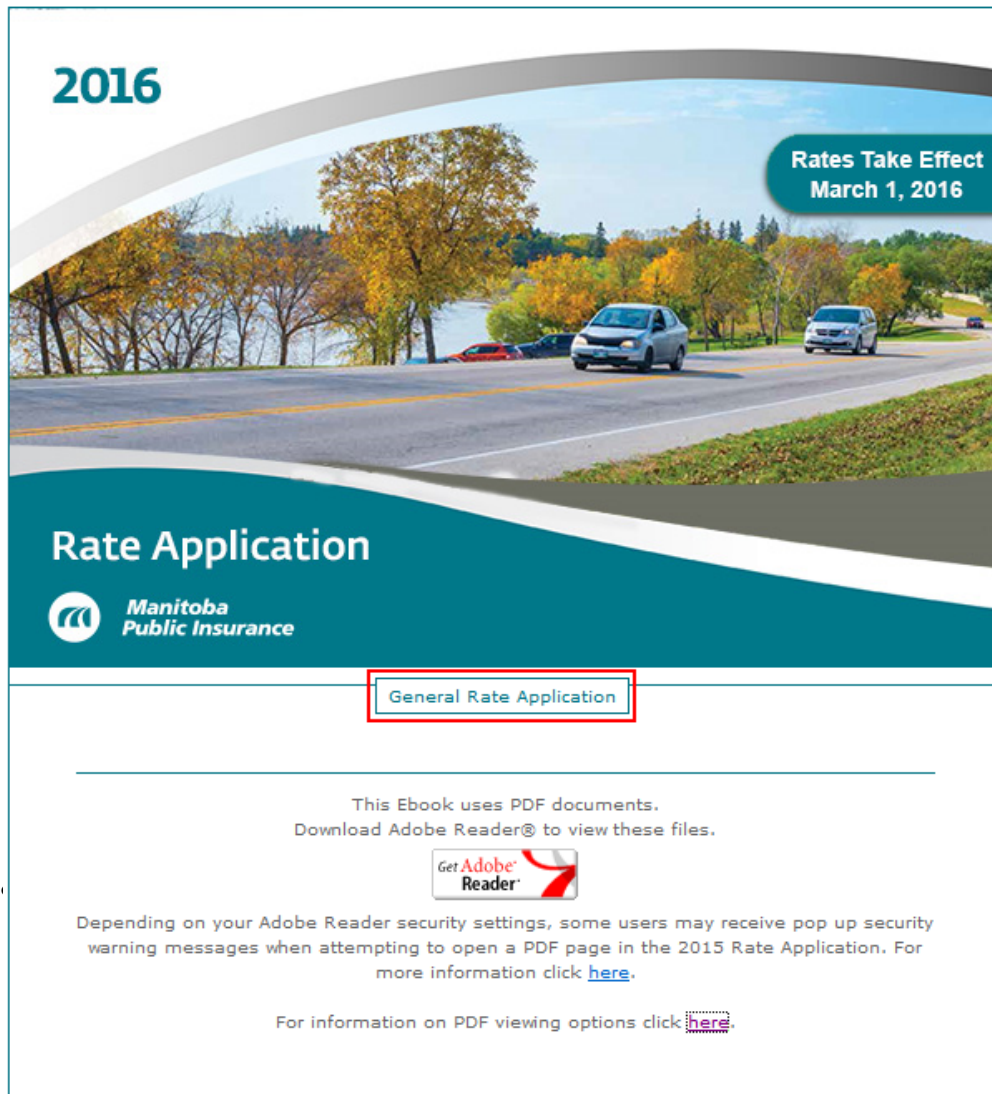 2016
Rates Take Effect
March 1, 2016
Rate Application
Manitoba
Public Insurance
General Rate Application
This Ebook uses PDF documents.
Download Adobe Reader® to view these files.
Get Adobe®
Reader®
Depending on your Adobe Reader security settings, some users may receive pop up security
warning messages when attempting to open a PDF page in the 2015 Rate Application. For
more information click here.
For information on PDF viewing options click here.